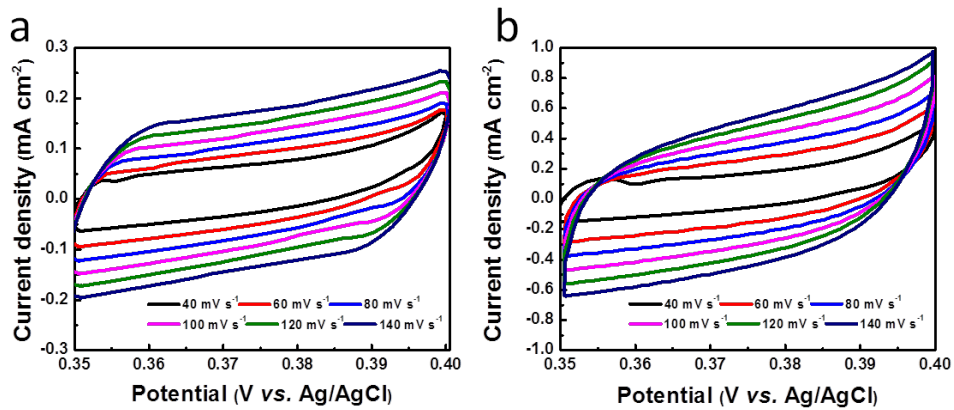 a
0.3
0.2
0.1
0.0
-0.1
-0.2
-0.3
Current density (mA cm⁻²)
40 mV s⁻¹ 60 mV s⁻¹ 80 mV s⁻¹
100 mV s⁻¹ 120 mV s⁻¹ 140 mV s⁻¹
0.35 0.36 0.37 0.38 0.39 0.40
Potential (V vs. Ag/AgCl)
b
1.0
0.8
0.6
0.4
0.2
0.0
-0.2
-0.4
-0.6
-0.8
-1.0
Current density (mA cm⁻²)
40 mV s⁻¹ 60 mV s⁻¹ 80 mV s⁻¹
100 mV s⁻¹ 120 mV s⁻¹ 140 mV s⁻¹
0.35 0.36 0.37 0.38 0.39 0.40
Potential (V vs. Ag/AgCl)